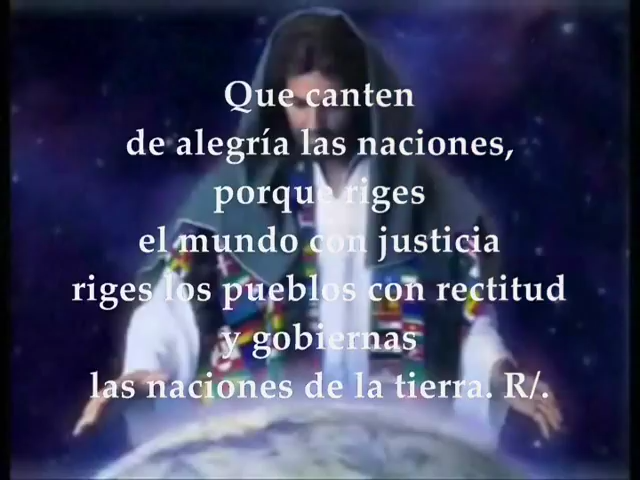 Que canten
de alegría las naciones,
porque riges
el mundo con justicia
riges los pueblos con rectitud
y gobiernas
las naciones de la tierra. R/.